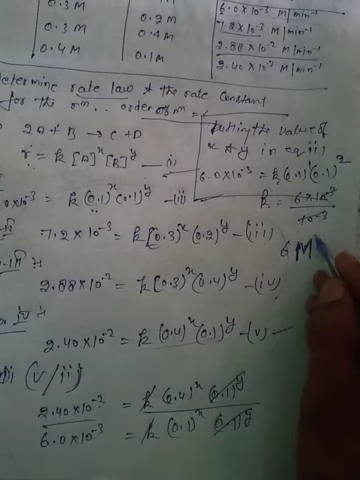 0.3 M 0.2 M 6.0×10⁻³ M|min⁻¹
0.3 M 0.4 M 7.2×10⁻² M|min⁻¹
0.4 M 0.1 M 2.88×10⁻² M|min⁻¹
2.40×10⁻² M|min⁻¹
determine rate law & the rate constant
for the rxⁿ.. order of rxⁿ =
2A + B → C + D
r = k [A]ˣ [B]ʸ — (i)
putting the value of
x & y in eq (i)
6.0×10⁻³ = k (0.1)¹ (0.1)²
k = 6×10⁻³ / 10⁻³
6 M
0⁻³ = k (0.1)ˣ (0.1)ʸ — (ii)
7.2×10⁻² = k (0.3)ˣ (0.2)ʸ — (iii)
2.88×10⁻² = k (0.3)ˣ (0.4)ʸ — (iv)
2.40×10⁻² = k (0.4)ˣ (0.1)ʸ — (v)
(v/ii)
2.40×10⁻² / 6.0×10⁻³ = k (0.4)ˣ (0.1)ʸ / = k (0.1)ˣ (0.1)ʸ